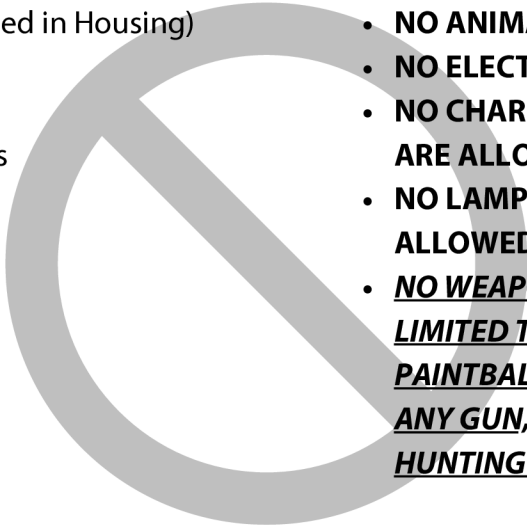 ed in Housing)
s
• NO ANIMA
• NO ELECT
• NO CHAR
ARE ALLO
• NO LAMP
ALLOWED
• NO WEAP
LIMITED T
PAINTBAL
ANY GUN,
HUNTING